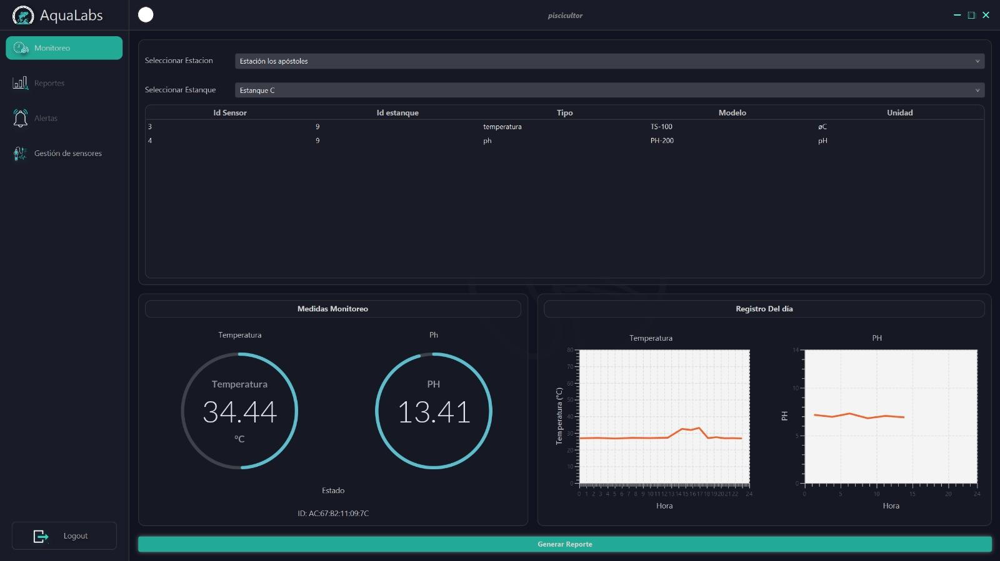 AquaLabs
piscicultor
Monitoreo
Reportes
Alertas
Gestión de sensores
Logout
Seleccionar Estacion
Estación los apóstoles
Seleccionar Estanque
Estanque C
Id Sensor Id estanque Tipo Modelo Unidad
3 9 temperatura TS-100 øC
4 9 ph PH-200 pH
Medidas Monitoreo
Temperatura
Temperatura
34.44
°C
Ph
PH
13.41
Estado
ID: AC:67:B2:11:09:7C
Registro Del día
Temperatura
Temperatura (°C)
80
70
60
50
40
30
20
10
0
0 1 2 3 4 5 6 7 8 9 10 11 12 13 14 15 16 17 18 19 20 21 22 24
Hora
PH
PH
14
10
5
0
0 5 10 15 20 24
Hora
Generar Reporte